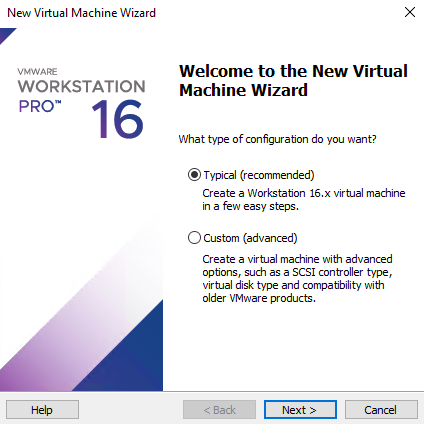 New Virtual Machine Wizard
VMWARE
WORKSTATION
PRO™ 16
Welcome to the New Virtual
Machine Wizard
What type of configuration do you want?
Typical (recommended)
Create a Workstation 16.x virtual machine
in a few easy steps.
Custom (advanced)
Create a virtual machine with advanced
options, such as a SCSI controller type,
virtual disk type and compatibility with
older VMware products.
Help
< Back
Next >
Cancel